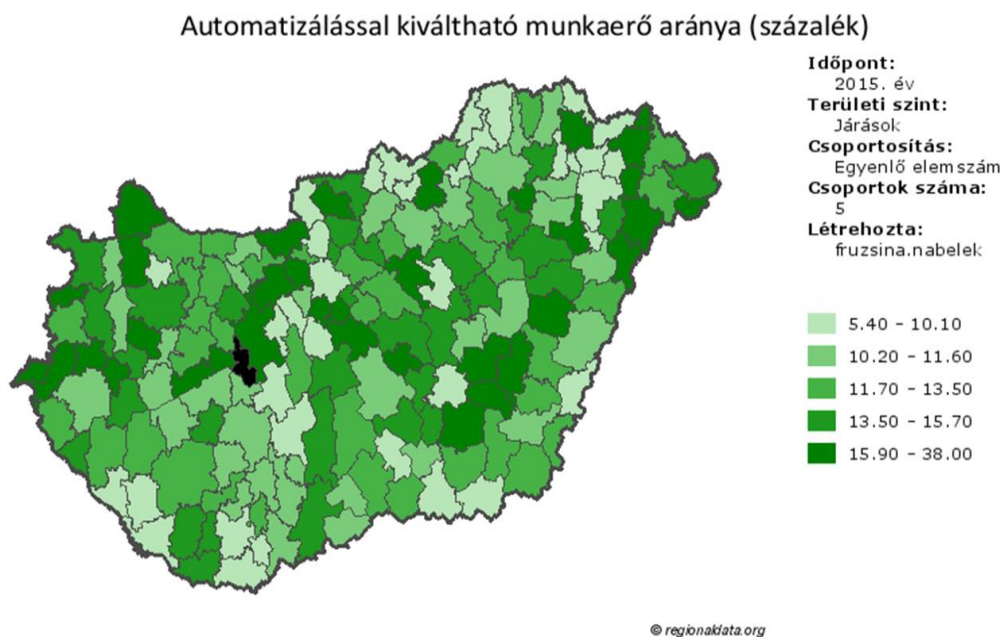 Automatizálással kiváltható munkaerő aránya (százalék)
Időpont:
2015. év
Területi szint:
Járások
Csoportosítás:
Egyenlő elemszám
Csoportok száma:
5
Létrehozta:
fruzsina.nabelek
5.40 - 10.10
10.20 - 11.60
11.70 - 13.50
13.50 - 15.70
15.90 - 38.00
© regionaldata.org